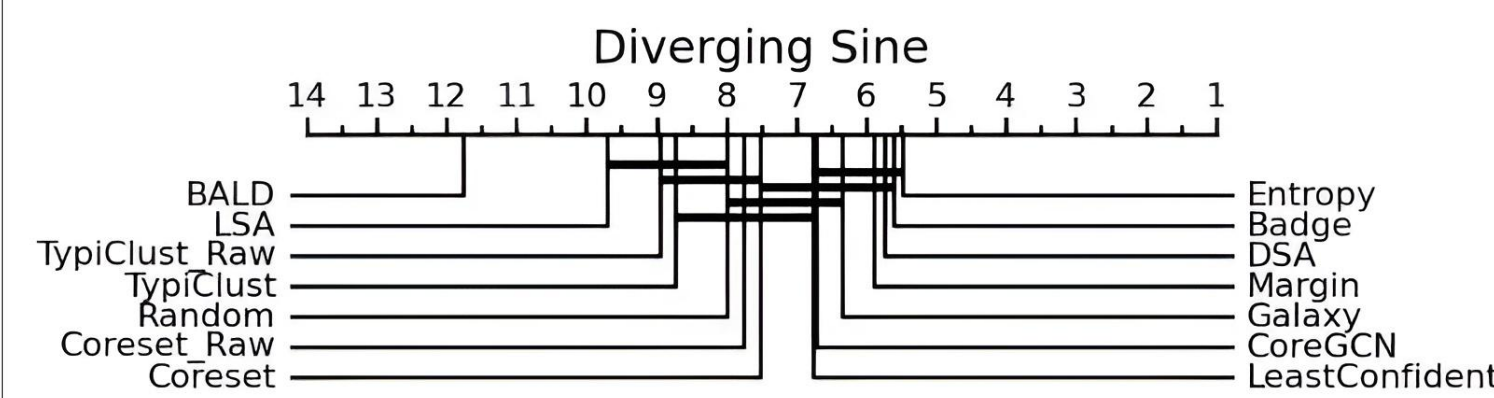 Diverging Sine
14 13 12 11 10 9 8 7 6 5 4 3 2 1
BALD
LSA
TypiClust_Raw
TypiClust
Random
Coreset_Raw
Coreset
Entropy
Badge
DSA
Margin
Galaxy
CoreGCN
LeastConfident